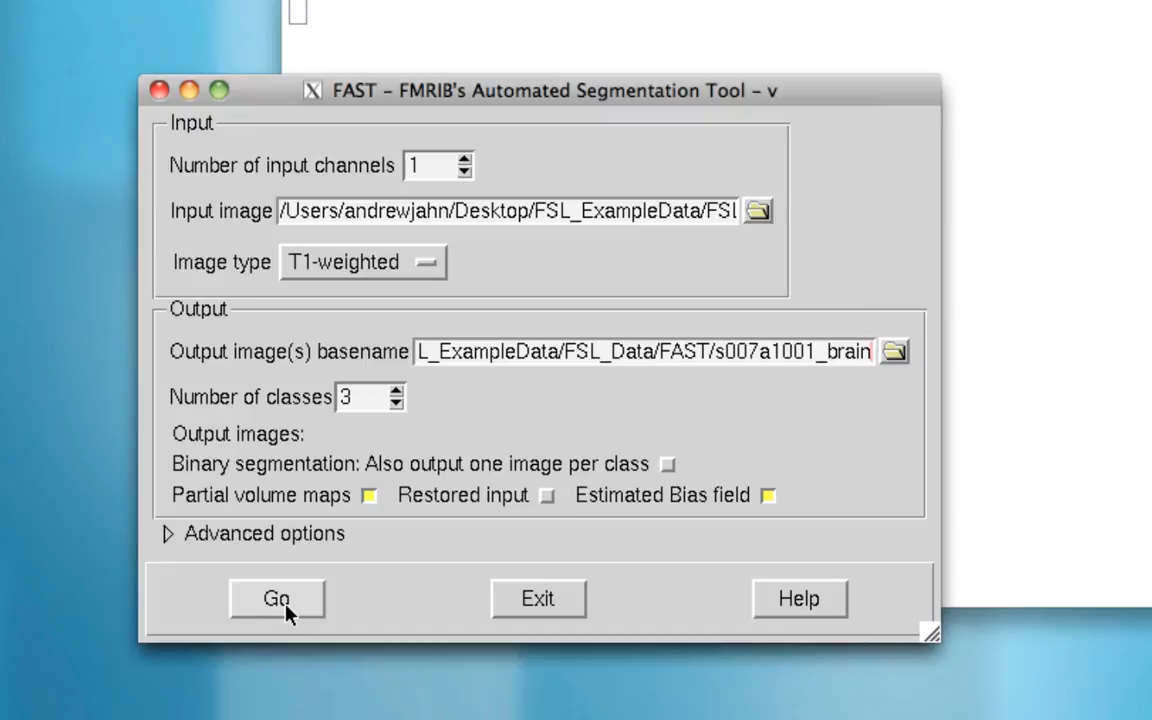 FAST - FMRIB's Automated Segmentation Tool - v
Input
Number of input channels 1
Input image /Users/andrewjahn/Desktop/FSL_ExampleData/FSL
Image type T1-weighted
Output
Output image(s) basename L_ExampleData/FSL_Data/FAST/s007a1001_brain
Number of classes 3
Output images:
Binary segmentation: Also output one image per class
Partial volume maps Restored input Estimated Bias field
Advanced options
Go Exit Help